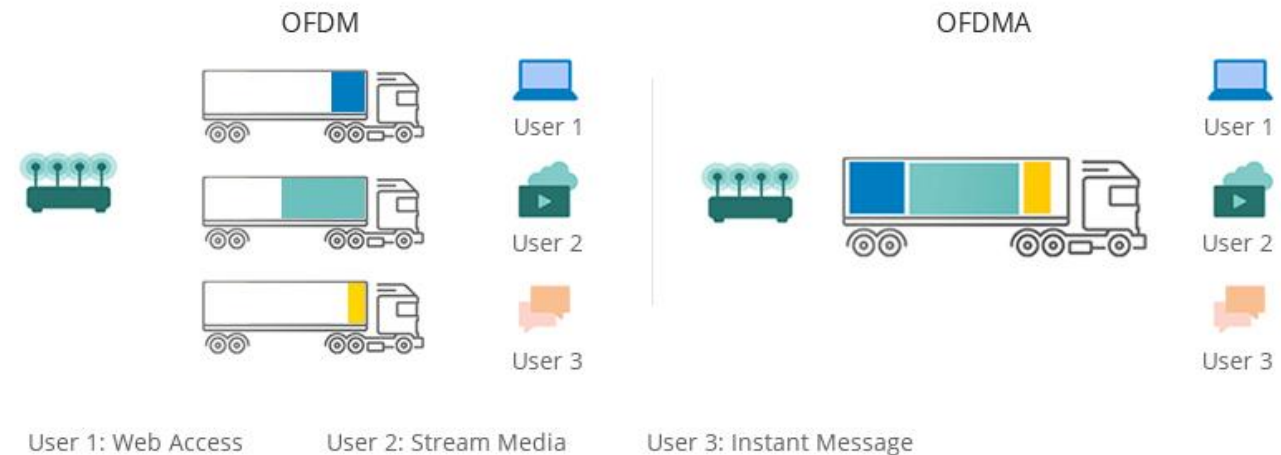 OFDM
OFDMA
User 1
User 2
User 3
User 1
User 2
User 3
User 1: Web Access
User 2: Stream Media
User 3: Instant Message